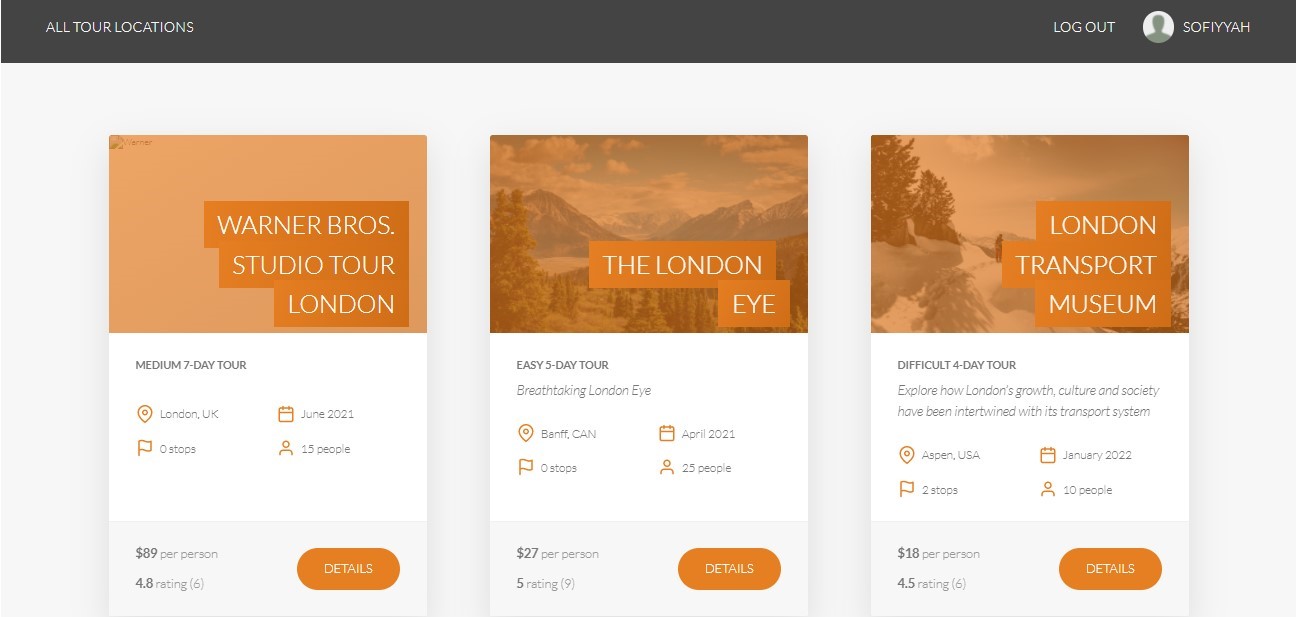 ALL TOUR LOCATIONS
LOG OUT
SOFIYYAH
Warner
WARNER BROS.
STUDIO TOUR
LONDON
MEDIUM 7-DAY TOUR
London, UK
June 2021
0 stops
15 people
$89 per person
4.8 rating (6)
DETAILS
THE LONDON
EYE
EASY 5-DAY TOUR
Breathtaking London Eye
Banff, CAN
April 2021
0 stops
25 people
$27 per person
5 rating (9)
DETAILS
LONDON
TRANSPORT
MUSEUM
DIFFICULT 4-DAY TOUR
Explore how London's growth, culture and society
have been intertwined with its transport system
Aspen, USA
January 2022
2 stops
10 people
$18 per person
4.5 rating (6)
DETAILS